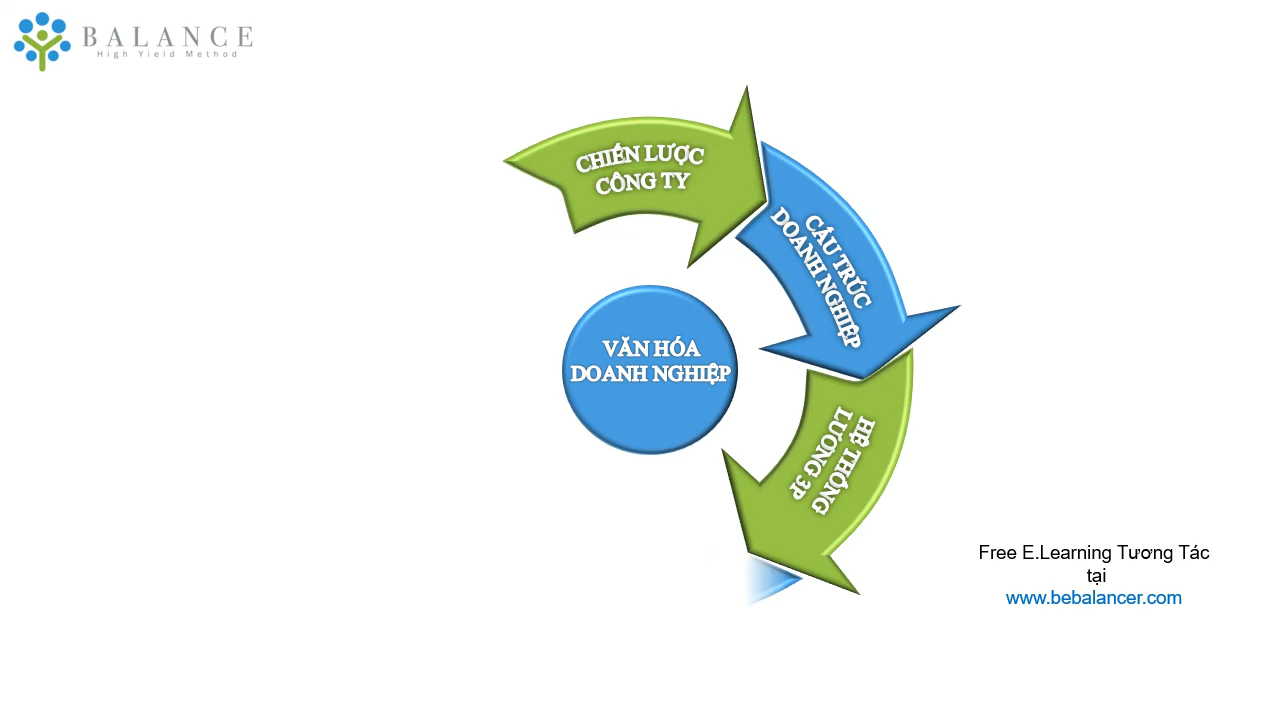 BALANCE
High Yield Method
CHIẾN LƯỢC
CÔNG TY
CẤU TRÚC
DOANH NGHIỆP
VĂN HÓA
DOANH NGHIỆP
HỆ THỐNG
LƯƠNG 3P
Free E.Learning Tương Tác
tại
www.bebalancer.com